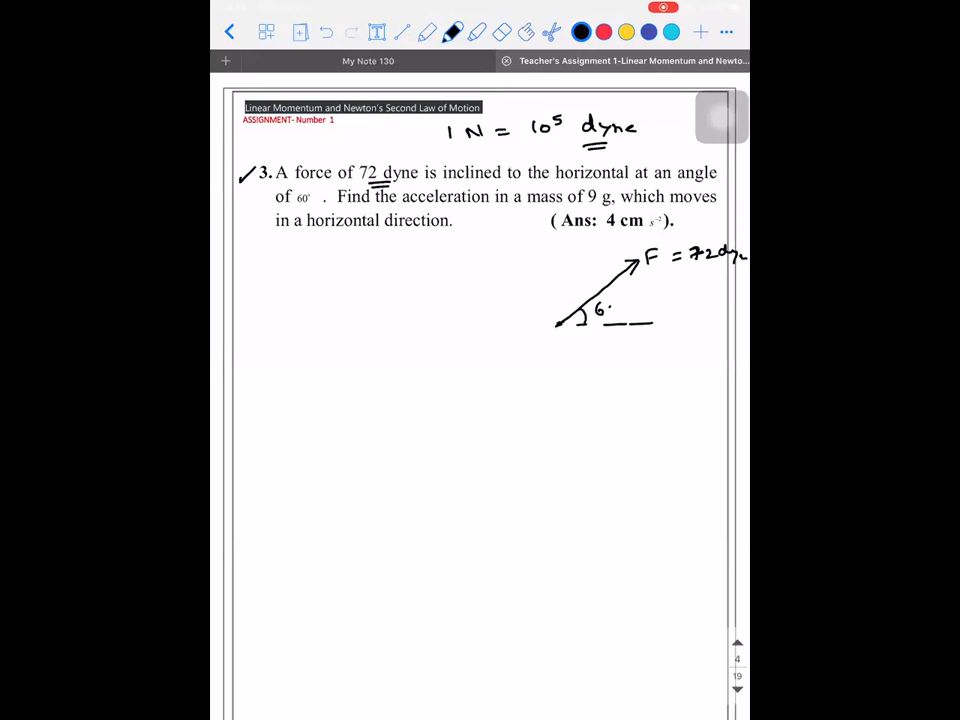 My Note 130
Teacher's Assignment 1-Linear Momentum and Newto...
Linear Momentum and Newton's Second Law of Motion
ASSIGNMENT- Number 1
1 N = 10⁵ dyne
3. A force of 72 dyne is inclined to the horizontal at an angle
of 60° . Find the acceleration in a mass of 9 g, which moves
in a horizontal direction. ( Ans: 4 cm s⁻² ).
F = 72 dyn
6
4
19